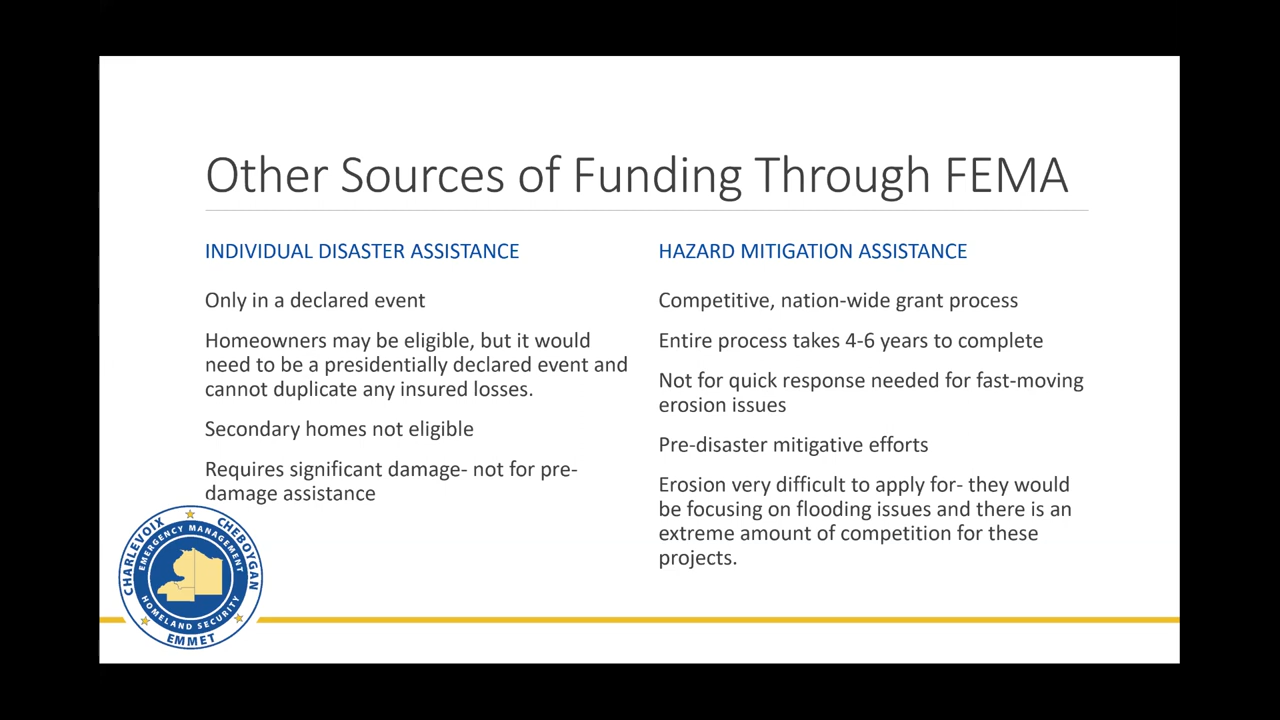 Other Sources of Funding Through FEMA
INDIVIDUAL DISASTER ASSISTANCE
Only in a declared event
Homeowners may be eligible, but it would
need to be a presidentially declared event and
cannot duplicate any insured losses.
Secondary homes not eligible
Requires significant damage- not for pre-
damage assistance
HAZARD MITIGATION ASSISTANCE
Competitive, nation-wide grant process
Entire process takes 4-6 years to complete
Not for quick response needed for fast-moving
erosion issues
Pre-disaster mitigative efforts
Erosion very difficult to apply for- they would
be focusing on flooding issues and there is an
extreme amount of competition for these
projects.
CHARLEVOIX
CHEBOYGAN
EMERGENCY MANAGEMENT
HOMELAND SECURITY
EMMET